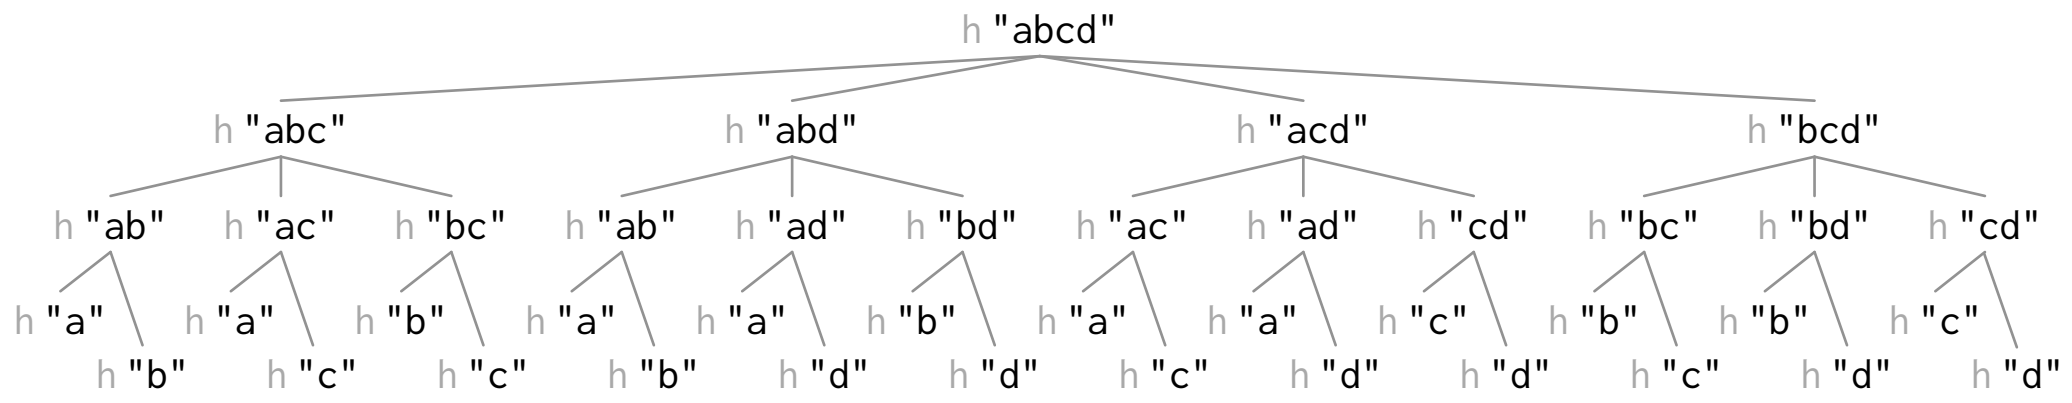 h "abcd"
h "abc" h "abd" h "acd" h "bcd"
h "ab" h "ac" h "bc" h "ab" h "ad" h "bd" h "ac" h "ad" h "cd" h "bc" h "bd" h "cd"
h "a" h "a" h "b" h "a" h "a" h "b" h "a" h "a" h "c" h "b" h "b" h "c"
h "b" h "c" h "c" h "b" h "d" h "d" h "c" h "d" h "d" h "c" h "d" h "d"